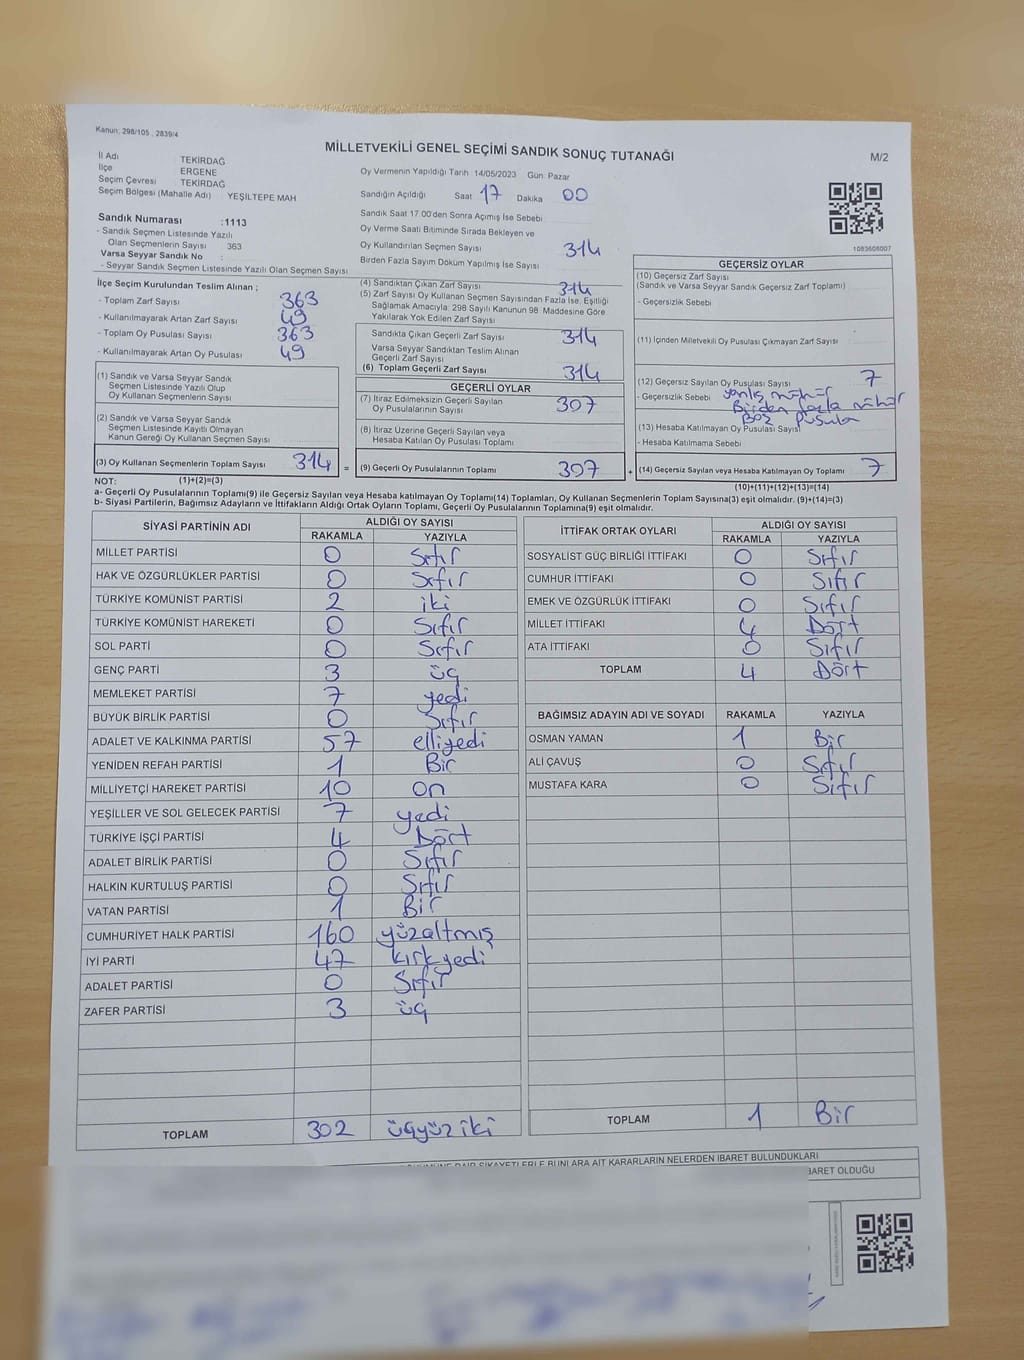 Kanun: 298/105 , 2839/4
MİLLETVEKİLİ GENEL SEÇİMİ SANDIK SONUÇ TUTANAĞI
M/2
İl Adı TEKİRDAĞ
İlçe ERGENE
Seçim Çevresi TEKİRDAĞ
Seçim Bölgesi (Mahalle Adı) : YEŞİLTEPE MAH
Sandık Numarası :1113
- Sandık Seçmen Listesinde Yazılı
Olan Seçmenlerin Sayısı 363
Varsa Seyyar Sandık No :
- Seyyar Sandık Seçmen Listesinde Yazılı Olan Seçmen Sayısı
Oy Vermenin Yapıldığı Tarih 14/05/2023 Gün: Pazar
Sandığın Açıldığı Saat 17 Dakika 00
Sandık Saat 17:00'den Sonra Açımış İse Sebebi
Oy Verme Saati Bitiminde Sırada Bekleyen ve
Oy Kullandırılan Seçmen Sayısı 314
Birden Fazla Sayım Döküm Yapılmış İse Sayısı
1083608007
İlçe Seçim Kurulundan Teslim Alınan ;
- Toplam Zarf Sayısı 363
- Kullanılmayarak Artan Zarf Sayısı 49
- Toplam Oy Pusulası Sayısı 363
- Kullanılmayarak Artan Oy Pusulası 49
(4) Sandıktan Çıkan Zarf Sayısı 314
(5) Zarf Sayısı Oy Kullanan Seçmen Sayısından Fazla İse, Eşitliği
Sağlamak Amacıyla: 298 Sayılı Kanunun 98. Maddesine Göre
Yakılarak Yok Edilen Zarf Sayısı
Sandıkta Çıkan Geçerli Zarf Sayısı 314
Varsa Seyyar Sandıktan Teslim Alınan
Geçerli Zarf Sayısı
(6) Toplam Geçerli Zarf Sayısı 314
GEÇERSİZ OYLAR
(10) Geçersiz Zarf Sayısı
(Sandık ve Varsa Seyyar Sandık Geçersiz Zarf Toplamı)
- Geçersizlik Sebebi
(11) İçinden Milletvekili Oy Pusulası Çıkmayan Zarf Sayısı
(12) Geçersiz Sayılan Oy Pusulası Sayısı 7
- Geçersizlik Sebebi yanlış mühür
Birden fazla mühür
Boş pusula
(13) Hesaba Katılmayan Oy Pusulası Sayısı
- Hesaba Katılmama Sebebi
(14) Geçersiz Sayılan veya Hesaba Katılmayan Oy Toplamı 7
(10)+(11)+(12)+(13)=(14)
(1) Sandık ve Varsa Seyyar Sandık
Seçmen Listesinde Yazılı Olup
Oy Kullanan Seçmenlerin Sayısı
(2) Sandık ve Varsa Seyyar Sandık
Seçmen Listesinde Kayıtlı Olmayan
Kanun Gereği Oy Kullanan Seçmen Sayısı
(3) Oy Kullanan Seçmenlerin Toplam Sayısı 314 =
GEÇERLİ OYLAR
(7) İtiraz Edilmeksizin Geçerli Sayılan
Oy Pusulalarının Sayısı 307
(8) İtiraz Üzerine Geçerli Sayılan veya
Hesaba Katılan Oy Pusulası Toplamı
(9) Geçerli Oy Pusulalarının Toplamı 307 +
NOT: (1)+(2)=(3)
a- Geçerli Oy Pusulalarının Toplamı(9) ile Geçersiz Sayılan veya Hesaba katılmayan Oy Toplamı(14) Toplamları, Oy Kullanan Seçmenlerin Toplam Sayısına(3) eşit olmalıdır. (9)+(14)=(3)
b- Siyasi Partilerin, Bağımsız Adayların ve İttifakların Aldığı Ortak Oyların Toplamı, Geçerli Oy Pusulalarının Toplamına(9) eşit olmalıdır.
SİYASİ PARTİNİN ADI ALDIĞI OY SAYISI
RAKAMLA YAZIYLA
MİLLET PARTİSİ 0 Sıfır
HAK VE ÖZGÜRLÜKLER PARTİSİ 0 Sıfır
TÜRKİYE KOMÜNİST PARTİSİ 2 iki
TÜRKİYE KOMÜNİST HAREKETİ 0 Sıfır
SOL PARTİ 0 Sıfır
GENÇ PARTİ 3 üç
MEMLEKET PARTİSİ 7 yedi
BÜYÜK BİRLİK PARTİSİ 0 Sıfır
ADALET VE KALKINMA PARTİSİ 57 elliyedi
YENİDEN REFAH PARTİSİ 1 Bir
MİLLİYETÇİ HAREKET PARTİSİ 10 on
YEŞİLLER VE SOL GELECEK PARTİSİ 7 yedi
TÜRKİYE İŞÇİ PARTİSİ 4 Dört
ADALET BİRLİK PARTİSİ 0 Sıfır
HALKIN KURTULUŞ PARTİSİ 0 Sıfır
VATAN PARTİSİ 1 Bir
CUMHURİYET HALK PARTİSİ 160 yüzaltmış
İYİ PARTİ 47 kırkyedi
ADALET PARTİSİ 0 Sıfır
ZAFER PARTİSİ 3 üç
TOPLAM 302 üçyüziki
İTTİFAK ORTAK OYLARI ALDIĞI OY SAYISI
RAKAMLA YAZIYLA
SOSYALİST GÜÇ BİRLİĞİ İTTİFAKI 0 Sıfır
CUMHUR İTTİFAKI 0 Sıfır
EMEK VE ÖZGÜRLÜK İTTİFAKI 0 Sıfır
MİLLET İTTİFAKI 4 Dört
ATA İTTİFAKI 0 Sıfır
TOPLAM 4 Dört
BAĞIMSIZ ADAYIN ADI VE SOYADI RAKAMLA YAZIYLA
OSMAN YAMAN 1 Bir
ALİ ÇAVUŞ 0 Sıfır
MUSTAFA KARA 0 Sıfır
TOPLAM 1 Bir
ŞİKAYETLERLE BUNLARA AİT KARARLARIN NELERDEN İBARET BULUNDUKLARI
İBARET OLDUĞU